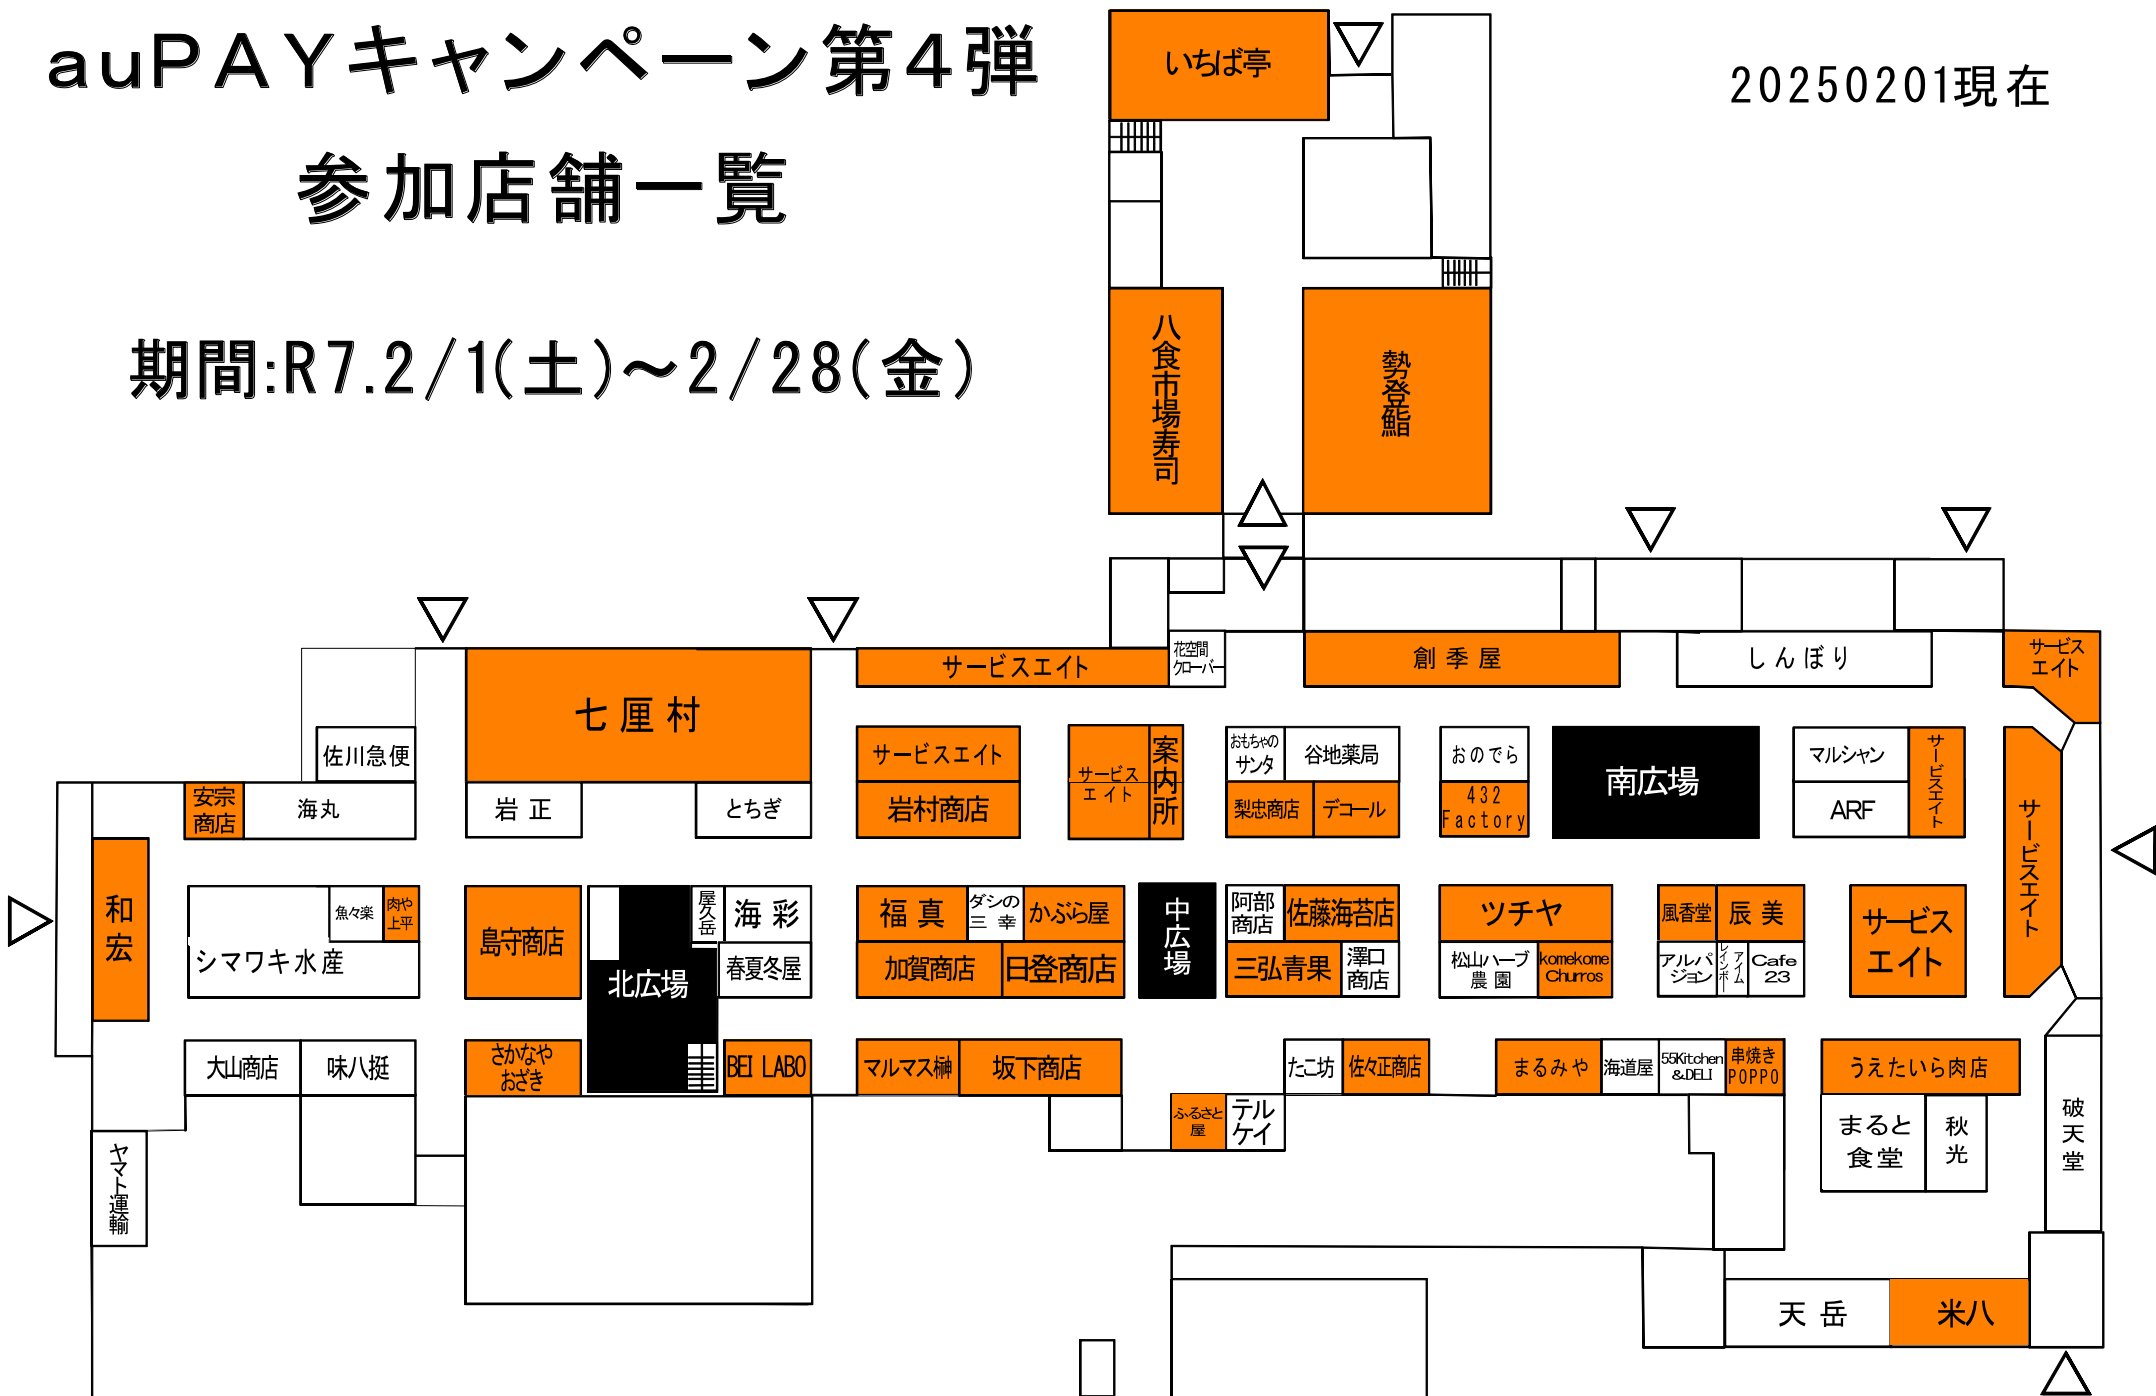 auPAYキャンペーン第4弾
参加店舗一覧
期間:R7.2/1(土)～2/28(金)
20250201現在
いちば亭
八食市場寿司
勢登鮨
サービスエイト
花空間
クローバー
創季屋
しんぼり
サービス
エイト
七厘村
佐川急便
安宗
商店
海丸
岩正
とちぎ
サービスエイト
岩村商店
サービス
エイト
案内所
おもちゃの
サンタ
谷地薬局
梨忠商店
デコール
おのでら
432
Factory
南広場
マルシャン
ARF
サービスエイト
サービスエイト
和宏
シマワキ水産
魚々楽
肉や
上平
島守商店
北広場
屋久岳
海彩
春夏冬屋
福真
ダシの
三幸
かぶら屋
加賀商店
日登商店
中広場
阿部
商店
佐藤海苔店
三弘青果
澤口
商店
ツチヤ
松山ハーブ
農園
komekome
Churros
風香堂
辰美
アルパ
ジョン
アイム
レインボー
Cafe
23
サービス
エイト
大山商店
味八挺
さかなや
おざき
BEI LABO
マルマス榊
坂下商店
たこ坊
佐々正商店
まるみや
海道屋
55Kitchen
&DELI
串焼き
POPPO
うえたいら肉店
ふるさと
屋
テル
ケイ
まると
食堂
秋光
破天堂
ヤマト運輸
天岳
米八